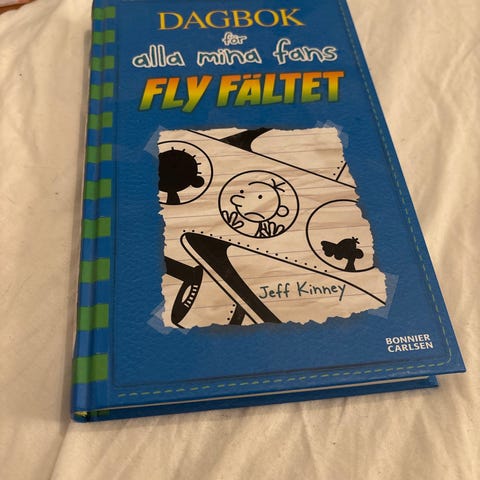 DAGBOK
för
alla mina fans
FLY FÄLTET
Jeff Kinney
BONNIER
CARLSEN